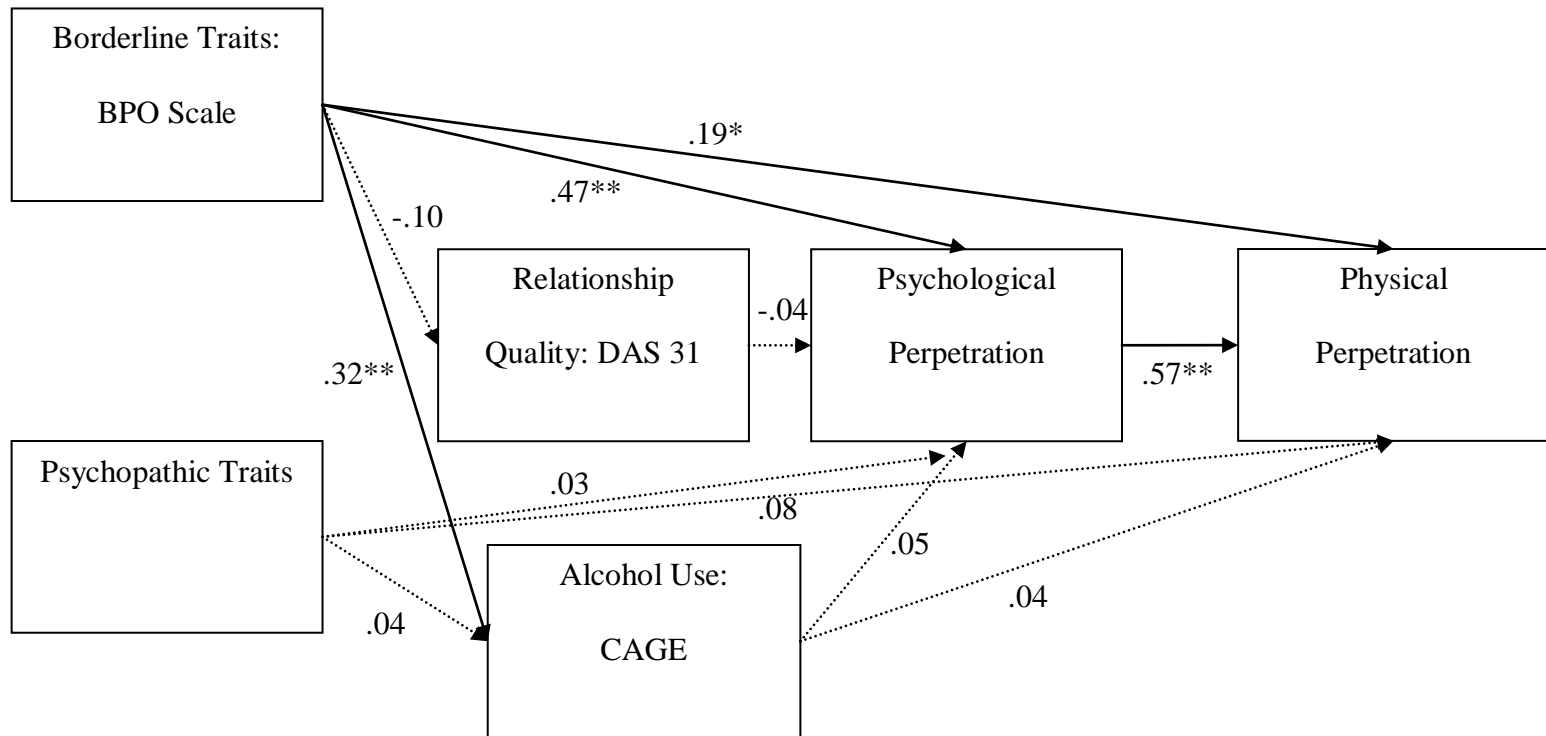 Borderline Traits:
BPO Scale
.19*
.47**
-.10
Relationship
Quality: DAS 31
-.04
Psychological
Perpetration
.57**
Physical
Perpetration
.32**
Psychopathic Traits
.03
.08
.04
Alcohol Use:
CAGE
.05
.04